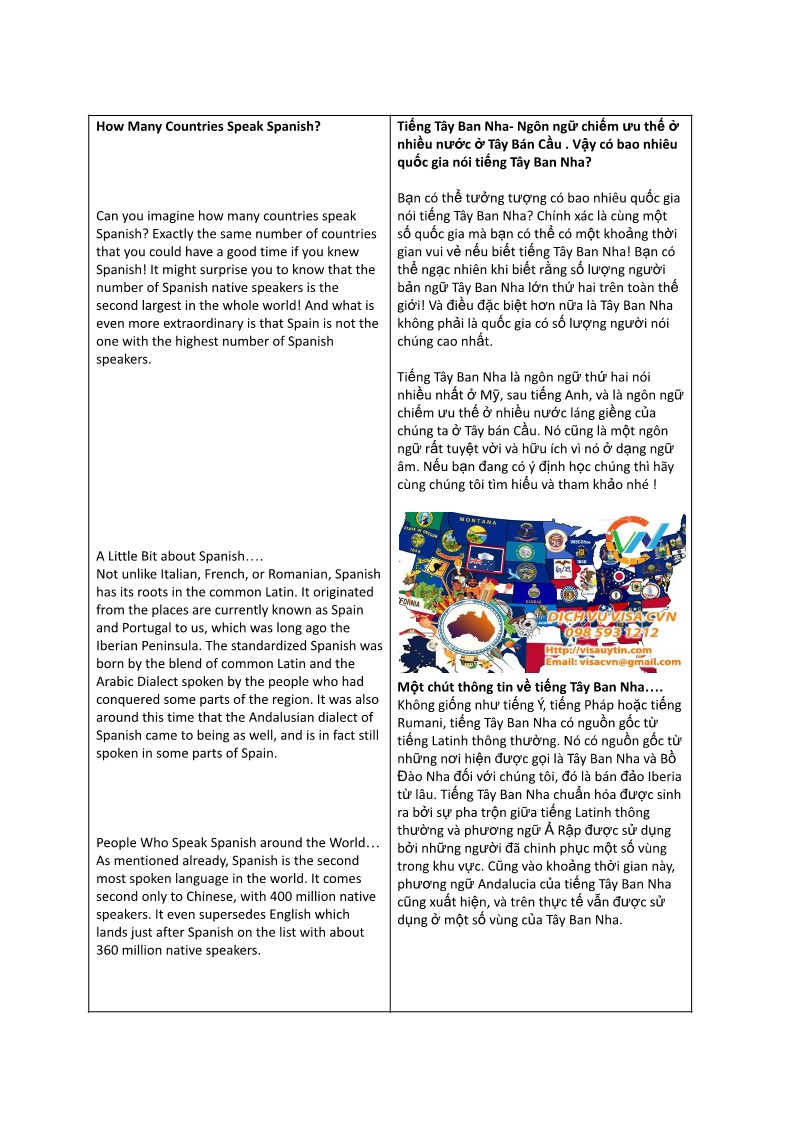 How Many Countries Speak Spanish?
Can you imagine how many countries speak
Spanish? Exactly the same number of countries
that you could have a good time if you knew
Spanish! It might surprise you to know that the
number of Spanish native speakers is the
second largest in the whole world! And what is
even more extraordinary is that Spain is not the
one with the highest number of Spanish
speakers.
A Little Bit about Spanish….
Not unlike Italian, French, or Romanian, Spanish
has its roots in the common Latin. It originated
from the places are currently known as Spain
and Portugal to us, which was long ago the
Iberian Peninsula. The standardized Spanish was
born by the blend of common Latin and the
Arabic Dialect spoken by the people who had
conquered some parts of the region. It was also
around this time that the Andalusian dialect of
Spanish came to being as well, and is in fact still
spoken in some parts of Spain.
People Who Speak Spanish around the World…
As mentioned already, Spanish is the second
most spoken language in the world. It comes
second only to Chinese, with 400 million native
speakers. It even supersedes English which
lands just after Spanish on the list with about
360 million native speakers.
Tiếng Tây Ban Nha- Ngôn ngữ chiếm ưu thế ở
nhiều nước ở Tây Bán Cầu . Vậy có bao nhiêu
quốc gia nói tiếng Tây Ban Nha?
Bạn có thể tưởng tượng có bao nhiêu quốc gia
nói tiếng Tây Ban Nha? Chính xác là cùng một
số quốc gia mà bạn có thể có một khoảng thời
gian vui vẻ nếu biết tiếng Tây Ban Nha! Bạn có
thể ngạc nhiên khi biết rằng số lượng người
bản ngữ Tây Ban Nha lớn thứ hai trên toàn thế
giới! Và điều đặc biệt hơn nữa là Tây Ban Nha
không phải là quốc gia có số lượng người nói
chúng cao nhất.
Tiếng Tây Ban Nha là ngôn ngữ thứ hai nói
nhiều nhất ở Mỹ, sau tiếng Anh, và là ngôn ngữ
chiếm ưu thế ở nhiều nước láng giềng của
chúng ta ở Tây bán Cầu. Nó cũng là một ngôn
ngữ rất tuyệt vời và hữu ích vì nó ở dạng ngữ
âm. Nếu bạn đang có ý định học chúng thì hãy
cùng chúng tôi tìm hiểu và tham khảo nhé !
MONTANA
STATE OF OREGON
1859
WISCONSIN
1848
KANSAS
VN
DỊCH VỤ VISA CVN
098 593 1212
Http://visauytin.com
Email: visacvn@gmail.com
Một chút thông tin về tiếng Tây Ban Nha….
Không giống như tiếng Ý, tiếng Pháp hoặc tiếng
Rumani, tiếng Tây Ban Nha có nguồn gốc từ
tiếng Latinh thông thường. Nó có nguồn gốc từ
những nơi hiện được gọi là Tây Ban Nha và Bồ
Đào Nha đối với chúng tôi, đó là bán đảo Iberia
từ lâu. Tiếng Tây Ban Nha chuẩn hóa được sinh
ra bởi sự pha trộn giữa tiếng Latinh thông
thường và phương ngữ Ả Rập được sử dụng
bởi những người đã chinh phục một số vùng
trong khu vực. Cũng vào khoảng thời gian này,
phương ngữ Andalucia của tiếng Tây Ban Nha
cũng xuất hiện, và trên thực tế vẫn được sử
dụng ở một số vùng của Tây Ban Nha.